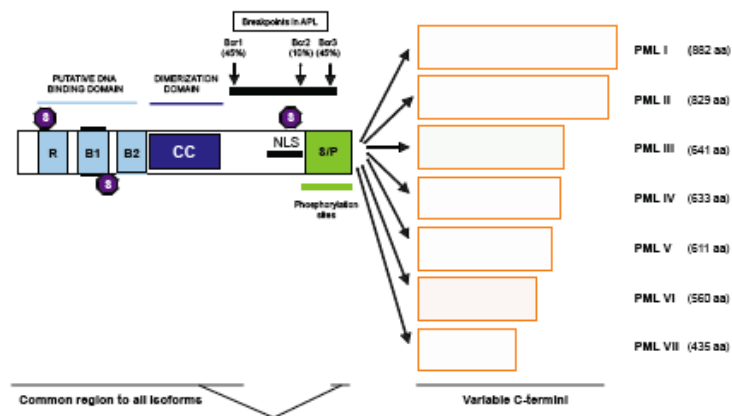 Breakpoints in APL
Bcr1 Bcr2 Bcr3
(45%) (10%) (45%)
PUTATIVE DNA
BINDING DOMAIN
DIMERIZATION
DOMAIN
S
S
R B1 B2 CC NLS S/P
S
Phosphorylation
sites
PML I (882 aa)
PML II (829 aa)
PML III (641 aa)
PML IV (633 aa)
PML V (611 aa)
PML VI (560 aa)
PML VII (435 aa)
Common region to all isoforms
Variable C-termini